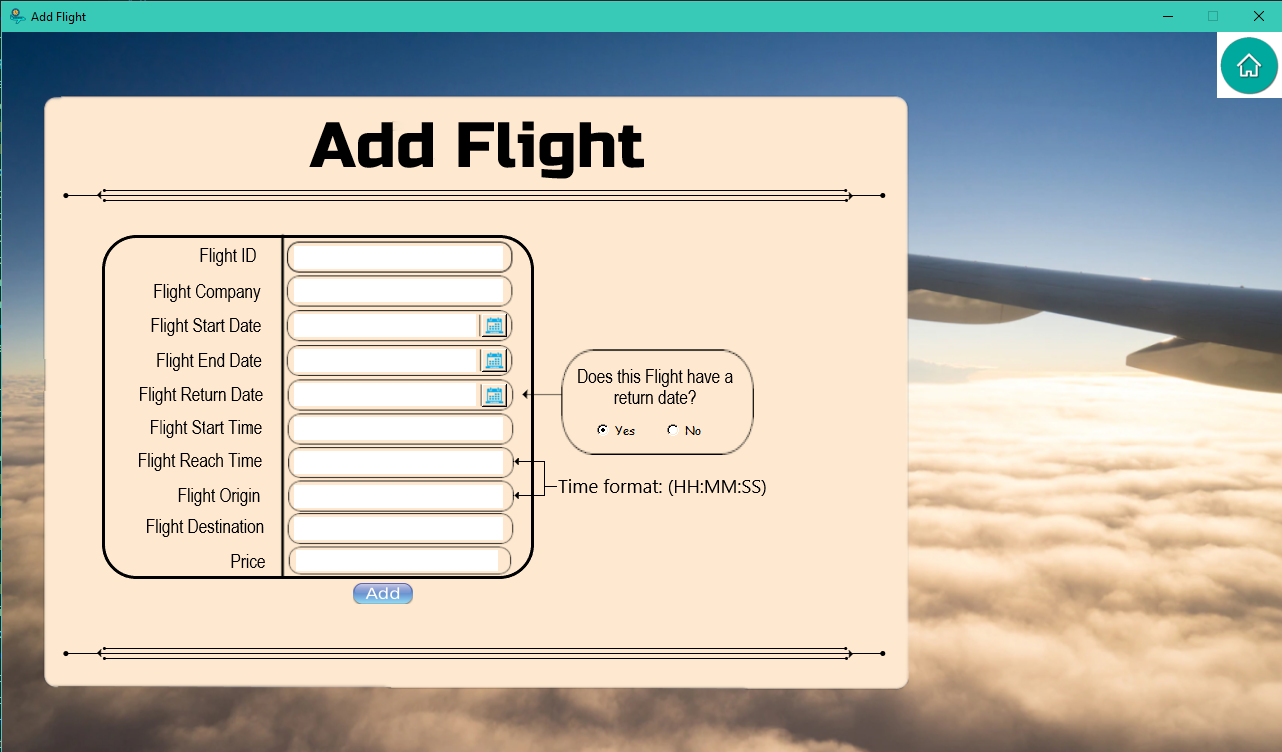 Add Flight
Add Flight
Flight ID
Flight Company
Flight Start Date
Flight End Date
Flight Return Date
Does this Flight have a
return date?
Yes No
Flight Start Time
Flight Reach Time
Flight Origin
Time format: (HH:MM:SS)
Flight Destination
Price
Add